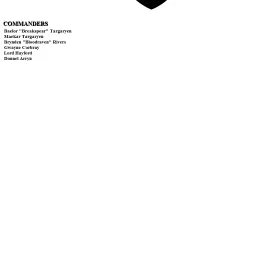 COMMANDERS
Baelor "Breakspear" Targaryen
Maekar Targaryen
Brynden "Bloodraven" Rivers
Gwayne Corbray
Lord Hayford
Donnel Arryn